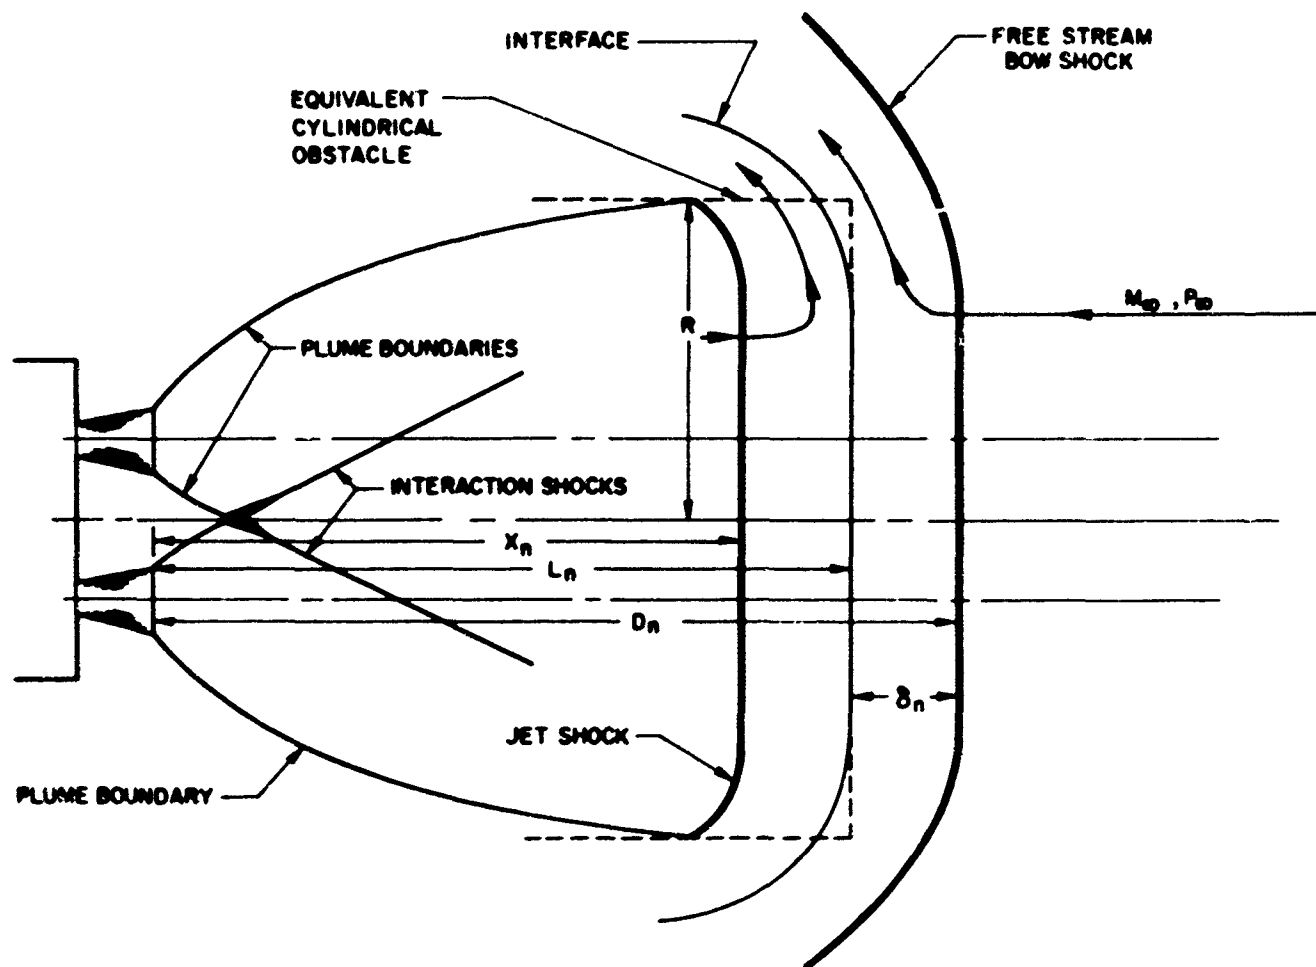 INTERFACE
FREE STREAM
BOW SHOCK
EQUIVALENT
CYLINDRICAL
OBSTACLE
M∞ , P∞
R
PLUME BOUNDARIES
INTERACTION SHOCKS
Xn
Ln
Dn
δn
JET SHOCK
PLUME BOUNDARY